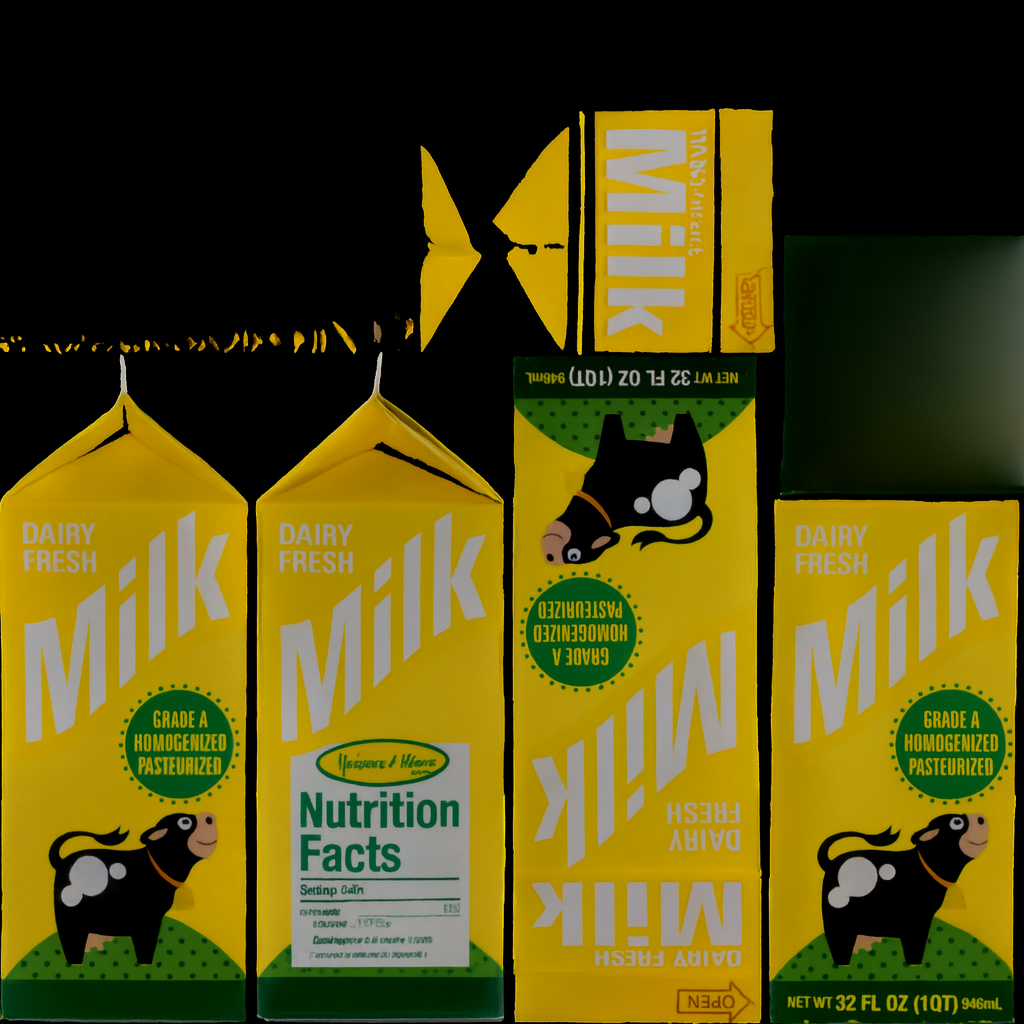 Milk
DAIRY
FRESH
Milk
GRADE A
HOMOGENIZED
PASTEURIZED
DAIRY
FRESH
Milk
Nutrition
Facts
NET WT 32 FL OZ (1QT) 946mL
GRADE A
HOMOGENIZED
PASTEURIZED
Milk
DAIRY
FRESH
Milk
DAIRY FRESH
OPEN
DAIRY
FRESH
Milk
GRADE A
HOMOGENIZED
PASTEURIZED
NET WT 32 FL OZ (1QT) 946mL